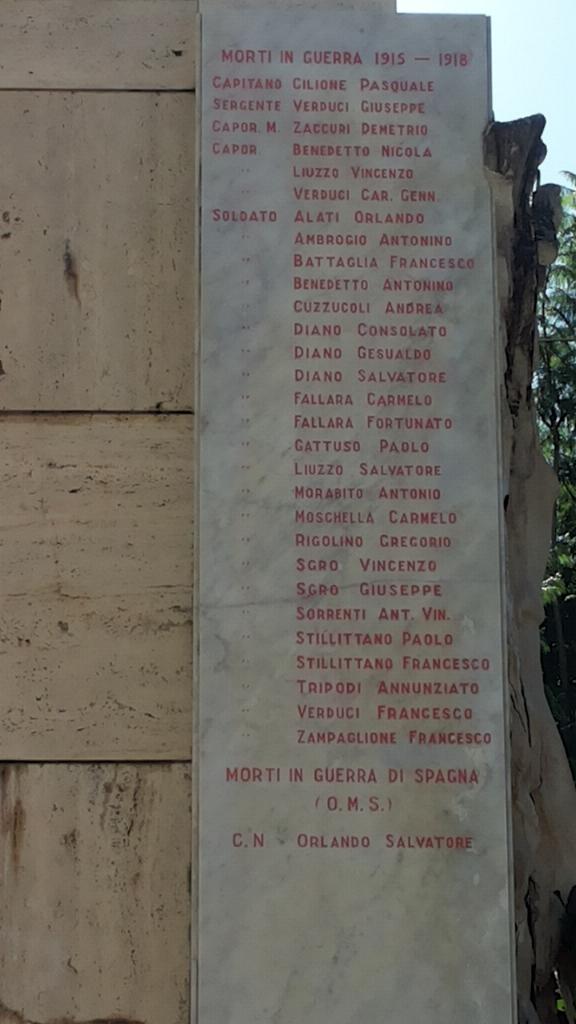 MORTI IN GUERRA 1915 — 1918
CAPITANO CILIONE PASQUALE
SERGENTE VERDUCI GIUSEPPE
CAPOR. M. ZACCURI DEMETRIO
CAPOR. BENEDETTO NICOLA
" LIUZZO VINCENZO
" VERDUCI CAR. GENN.
SOLDATO ALATI ORLANDO
" AMBROGIO ANTONINO
" BATTAGLIA FRANCESCO
" BENEDETTO ANTONINO
" CUZZUCOLI ANDREA
" DIANO CONSOLATO
" DIANO GESUALDO
" DIANO SALVATORE
" FALLARA CARMELO
" FALLARA FORTUNATO
" GATTUSO PAOLO
" LIUZZO SALVATORE
" MORABITO ANTONIO
" MOSCHELLA CARMELO
" RIGOLINO GREGORIO
" SGRO VINCENZO
" SGRO GIUSEPPE
" SORRENTI ANT. VIN.
" STILLITTANO PAOLO
" STILLITTANO FRANCESCO
" TRIPODI ANNUNZIATO
" VERDUCI FRANCESCO
" ZAMPAGLIONE FRANCESCO
MORTI IN GUERRA DI SPAGNA
(O.M.S.)
C.N ORLANDO SALVATORE